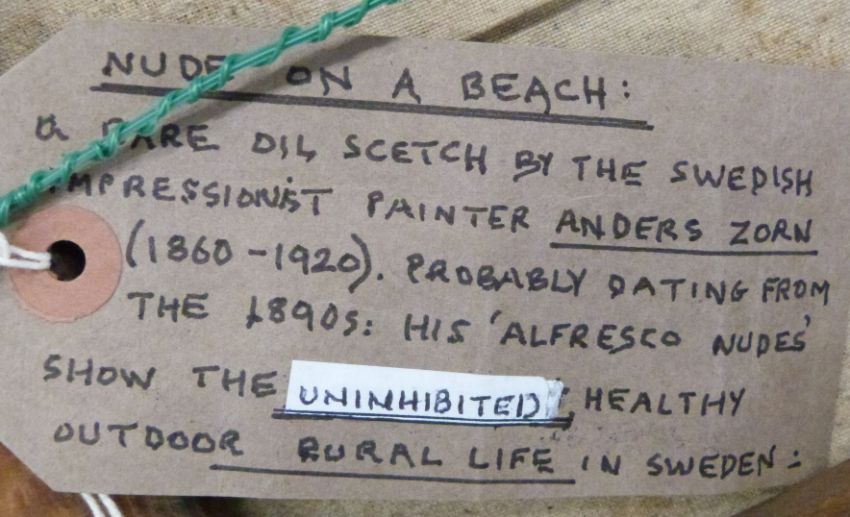 NUDE ON A BEACH:
a RARE OIL SCETCH BY THE SWEDISH
IMPRESSIONIST PAINTER ANDERS ZORN
(1860-1920). PROBABLY DATING FROM
THE 1890S: HIS 'ALFRESCO NUDES'
SHOW THE UNINHIBITED HEALTHY
OUTDOOR RURAL LIFE IN SWEDEN: